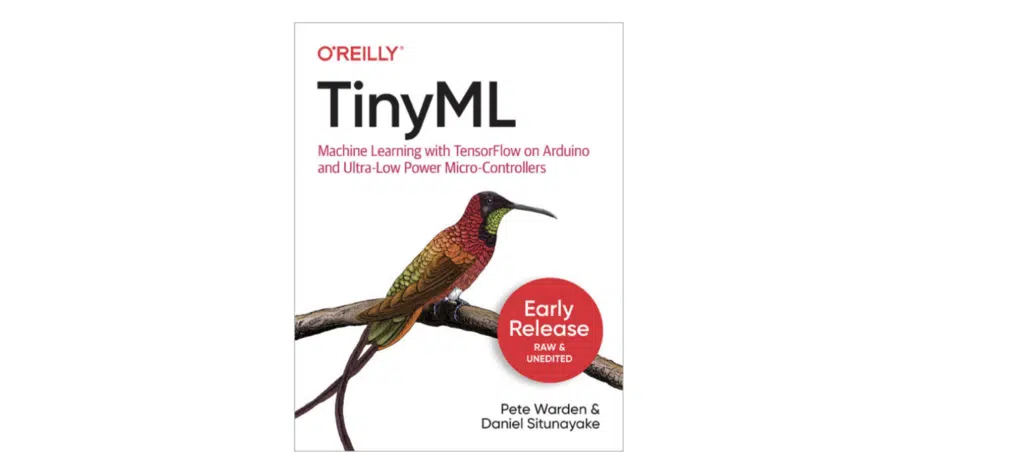 O'REILLY®
TinyML
Machine Learning with TensorFlow on Arduino
and Ultra-Low Power Micro-Controllers
Early
Release
RAW &
UNEDITED
Pete Warden &
Daniel Situnayake